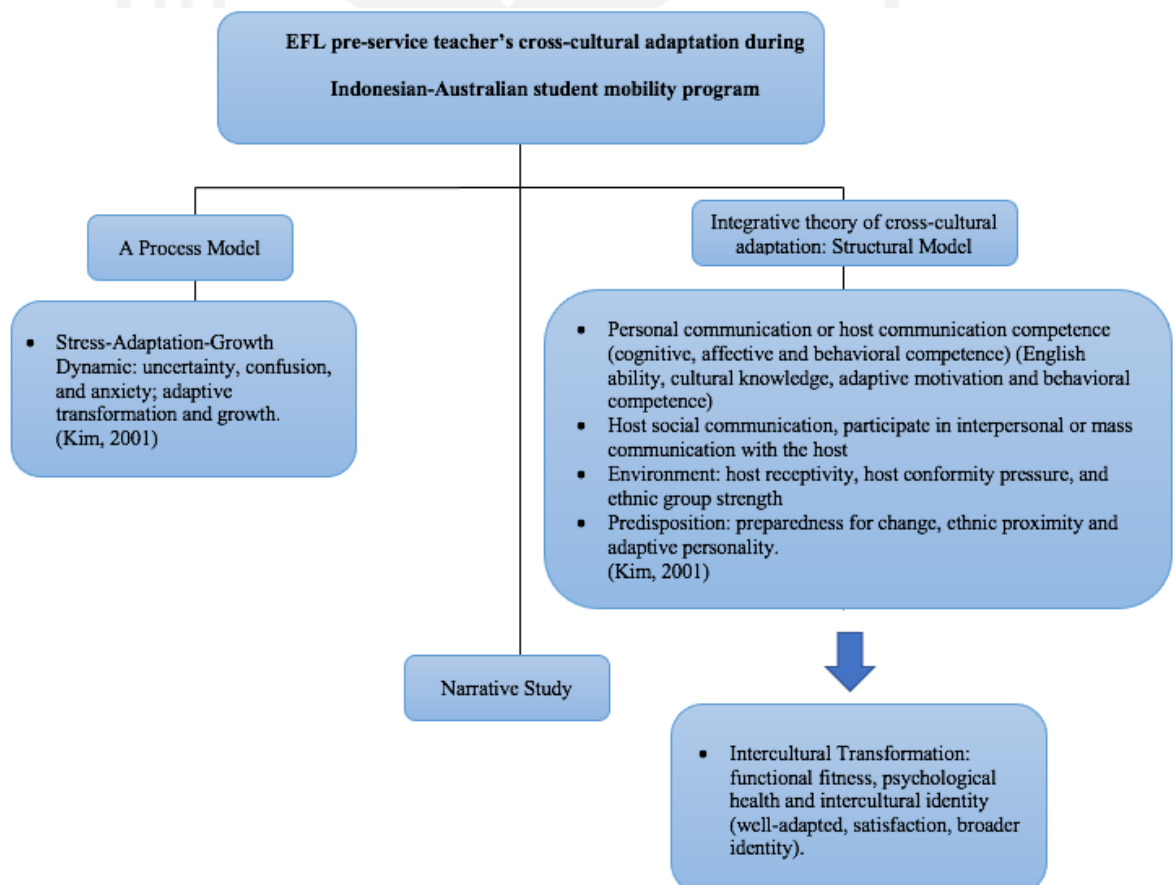 EFL pre-service teacher's cross-cultural adaptation during
Indonesian-Australian student mobility program
A Process Model
Integrative theory of cross-cultural
adaptation: Structural Model
• Stress-Adaptation-Growth
Dynamic: uncertainty, confusion,
and anxiety; adaptive
transformation and growth.
(Kim, 2001)
• Personal communication or host communication competence
(cognitive, affective and behavioral competence) (English
ability, cultural knowledge, adaptive motivation and behavioral
competence)
• Host social communication, participate in interpersonal or mass
communication with the host
• Environment: host receptivity, host conformity pressure, and
ethnic group strength
• Predisposition: preparedness for change, ethnic proximity and
adaptive personality.
(Kim, 2001)
Narrative Study
• Intercultural Transformation:
functional fitness, psychological
health and intercultural identity
(well-adapted, satisfaction, broader
identity).